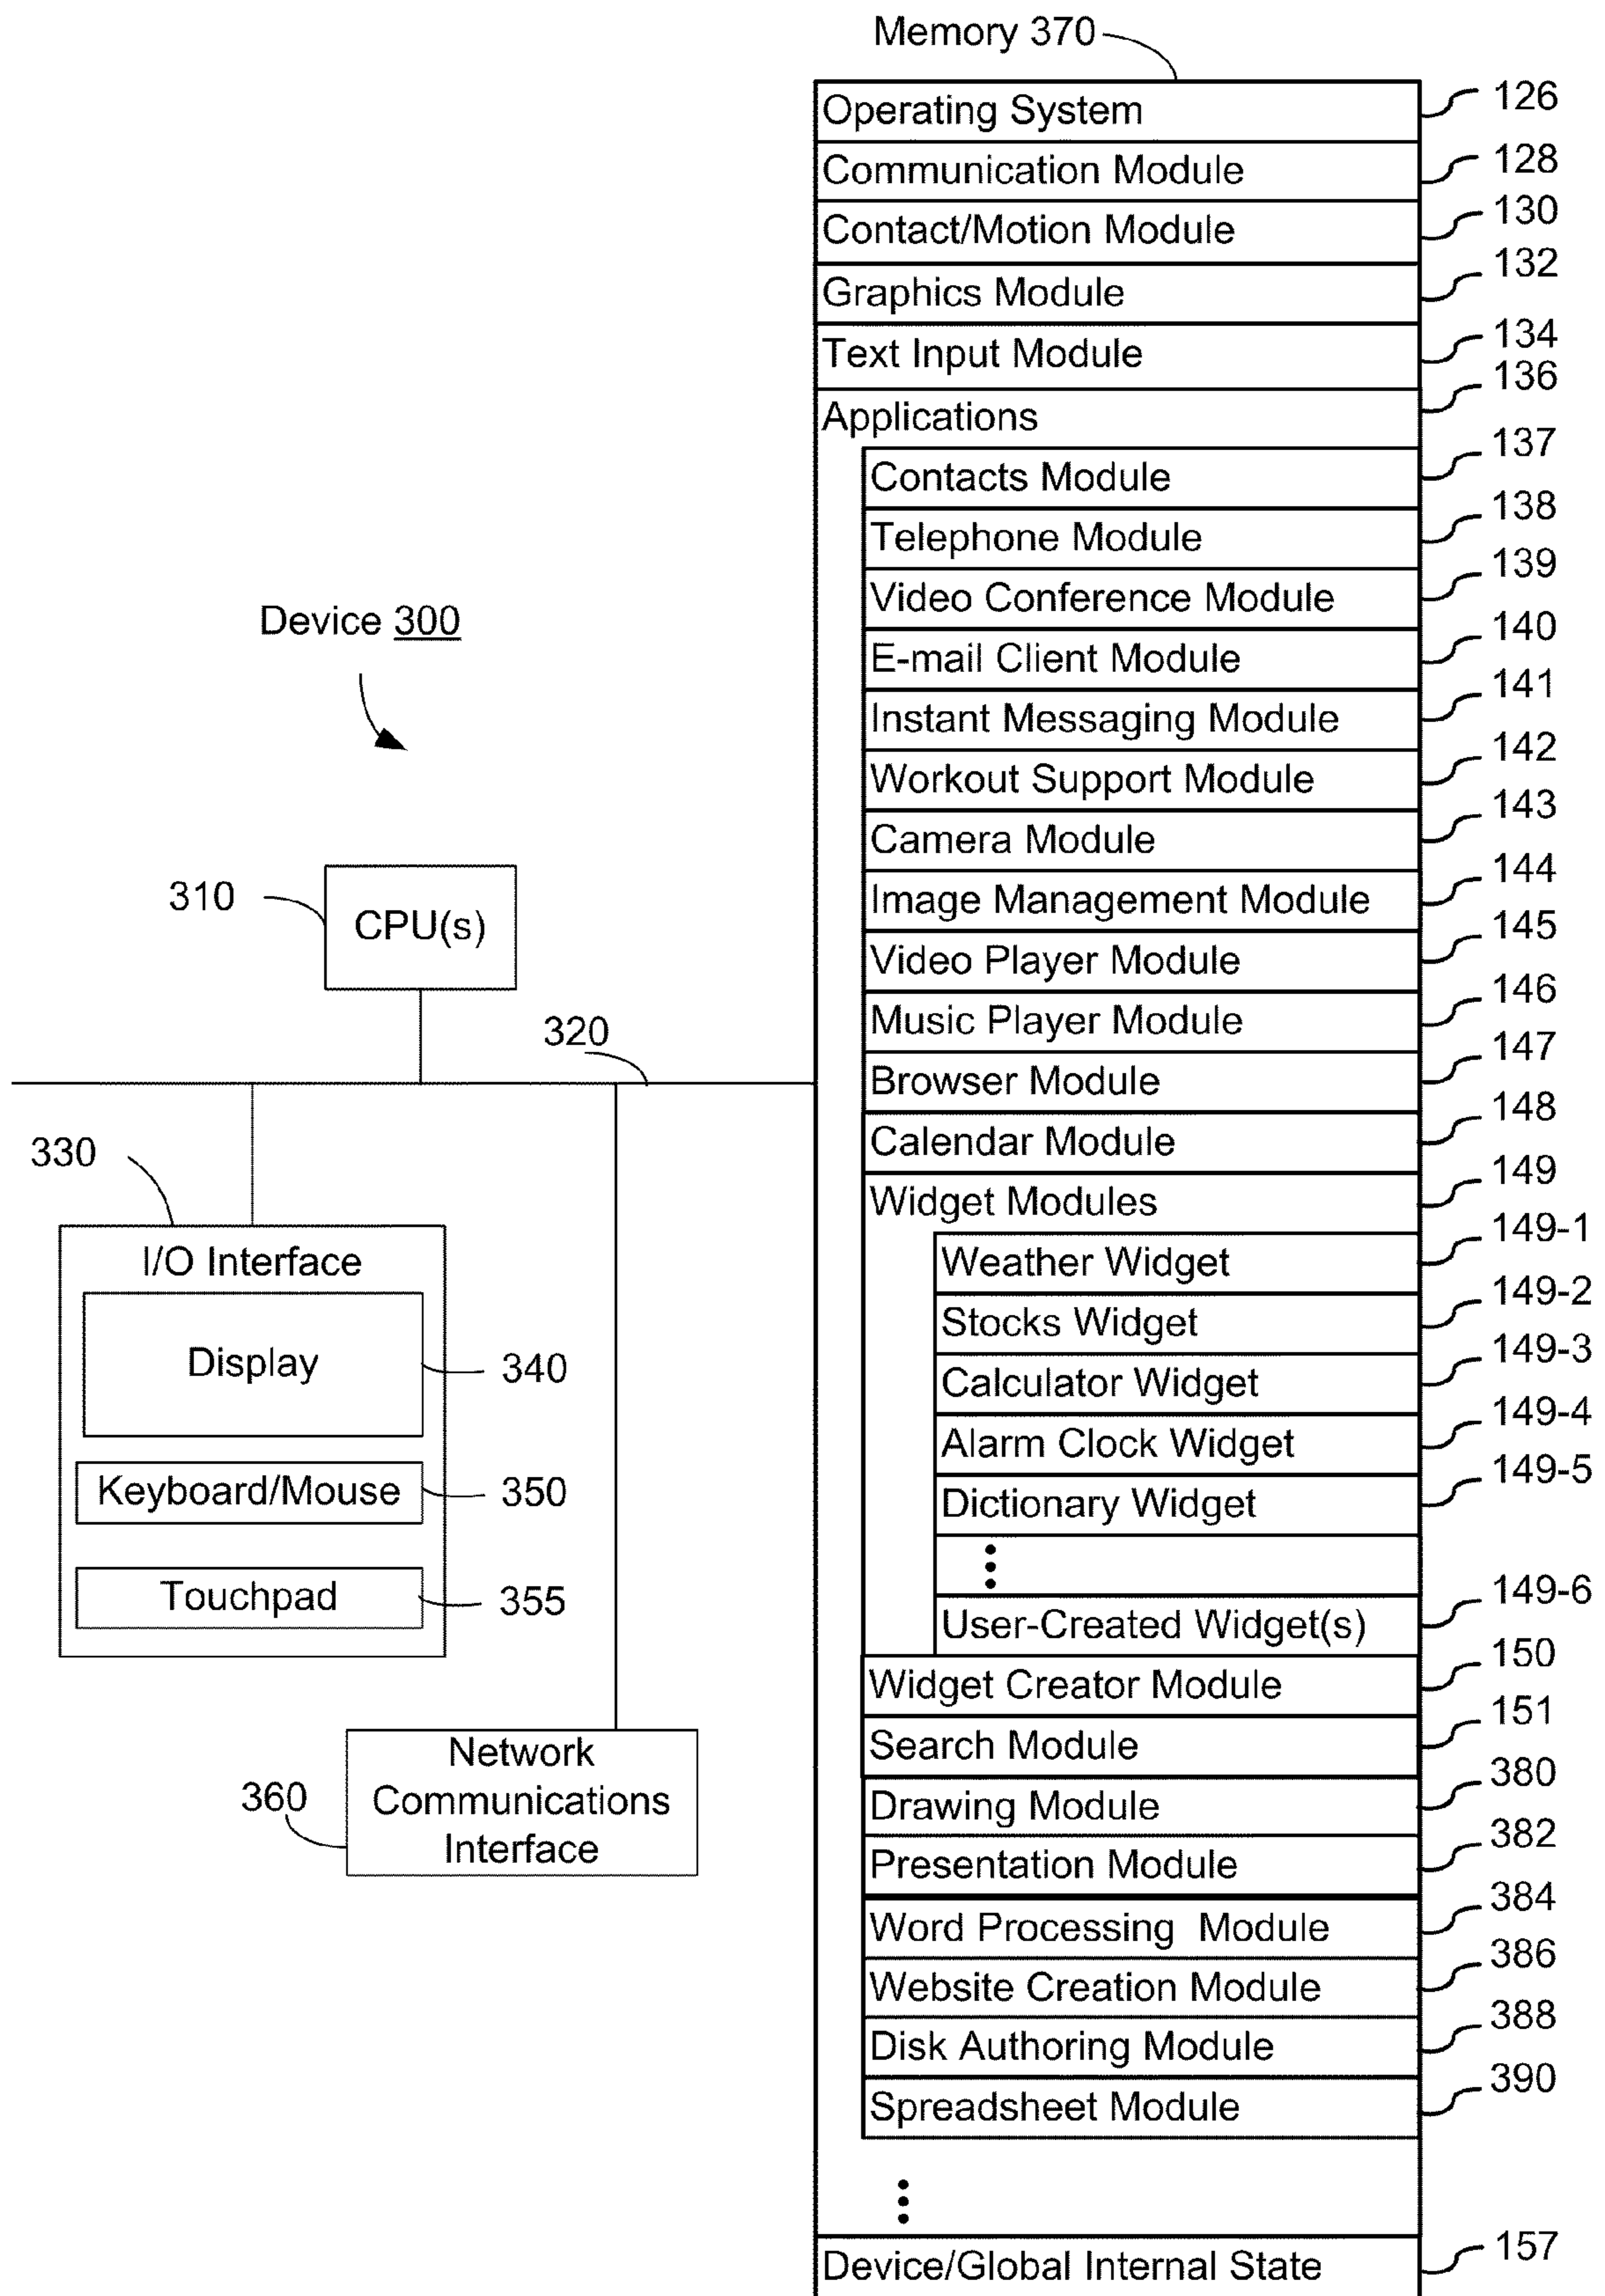 Memory 370
Operating System 126
Communication Module 128
Contact/Motion Module 130
Graphics Module 132
Text Input Module 134
Applications 136
Contacts Module 137
Telephone Module 138
Video Conference Module 139
E-mail Client Module 140
Instant Messaging Module 141
Workout Support Module 142
Camera Module 143
Image Management Module 144
Video Player Module 145
Music Player Module 146
Browser Module 147
Calendar Module 148
Widget Modules 149
Weather Widget 149-1
Stocks Widget 149-2
Calculator Widget 149-3
Alarm Clock Widget 149-4
Dictionary Widget 149-5
User-Created Widget(s) 149-6
Widget Creator Module 150
Search Module 151
Drawing Module 380
Presentation Module 382
Word Processing Module 384
Website Creation Module 386
Disk Authoring Module 388
Spreadsheet Module 390
Device/Global Internal State 157
Device 300
310
CPU(s)
320
330
I/O Interface
Display 340
Keyboard/Mouse 350
Touchpad 355
360
Network
Communications
Interface